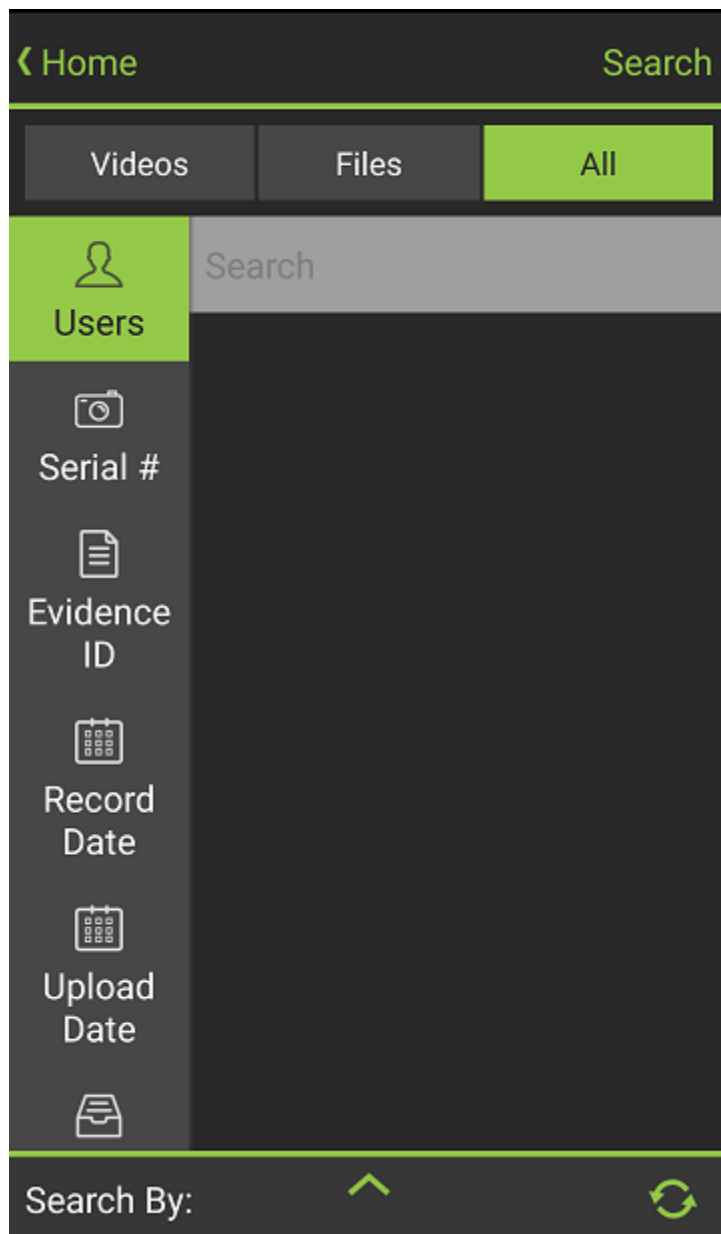 Home
Search
Videos
Files
All
Users
Search
Serial #
Evidence
ID
Record
Date
Upload
Date
Search By: